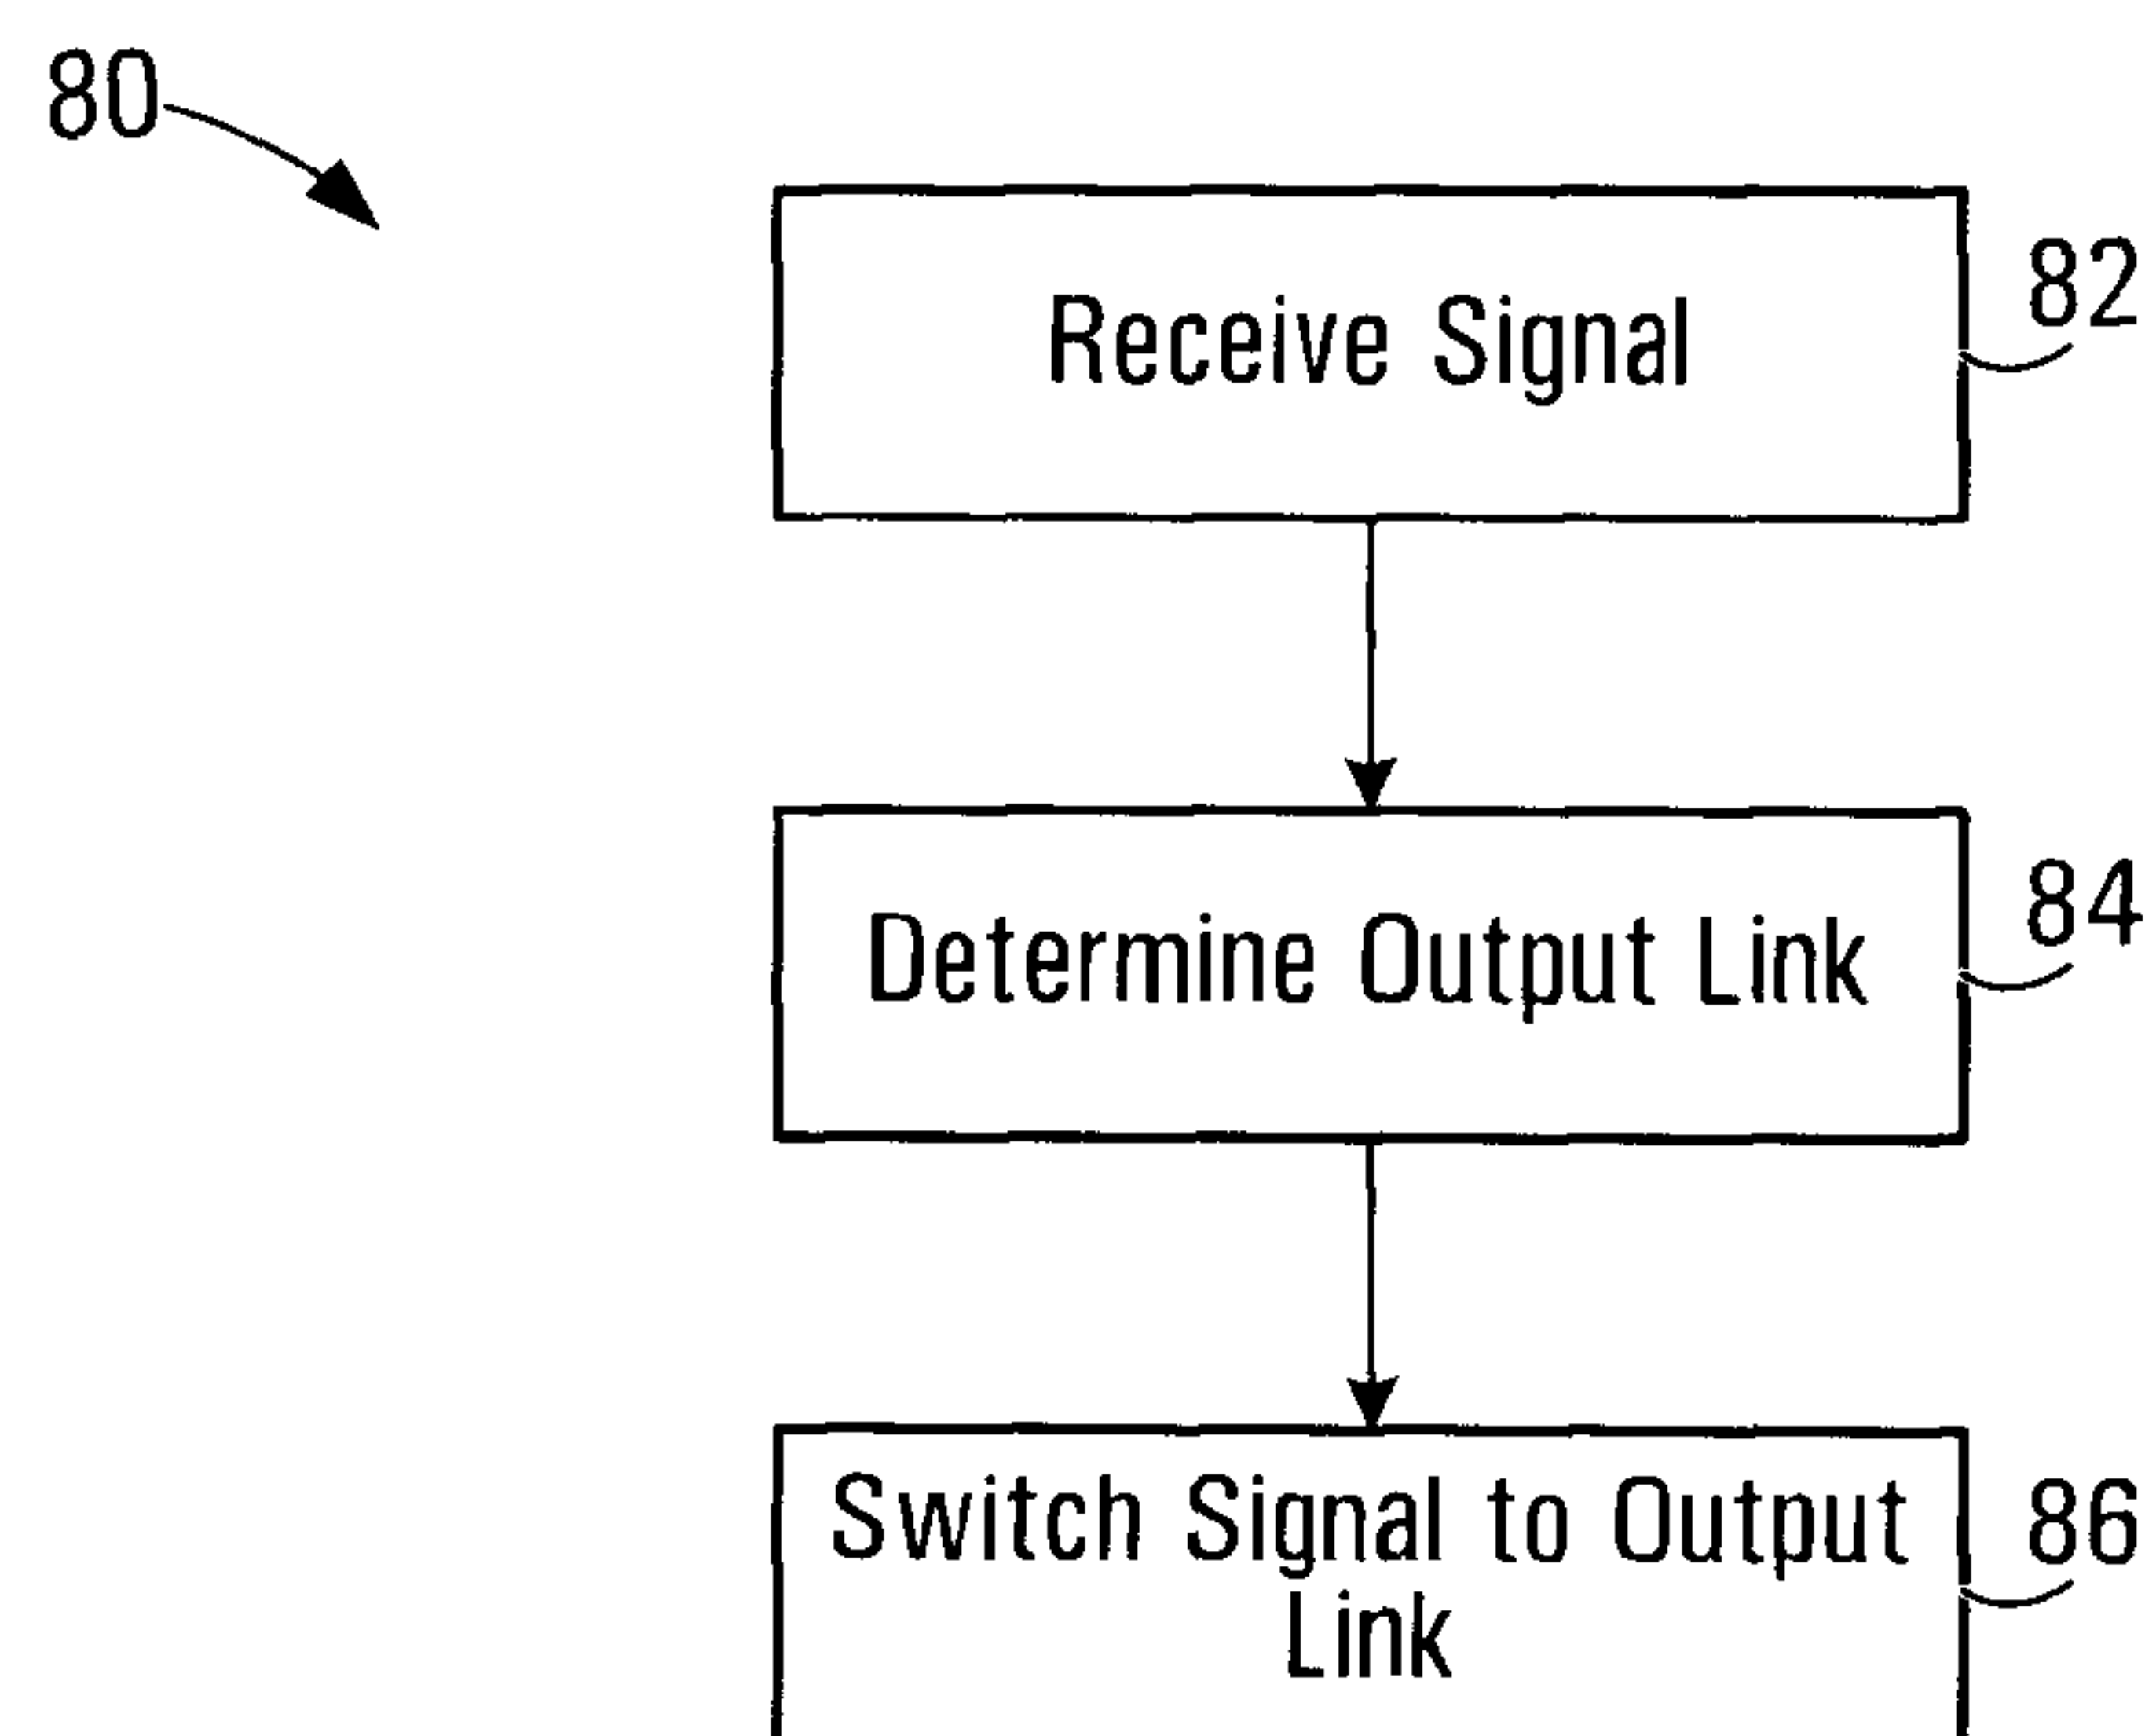 80
Receive Signal
82
Determine Output Link
84
Switch Signal to Output
Link
86